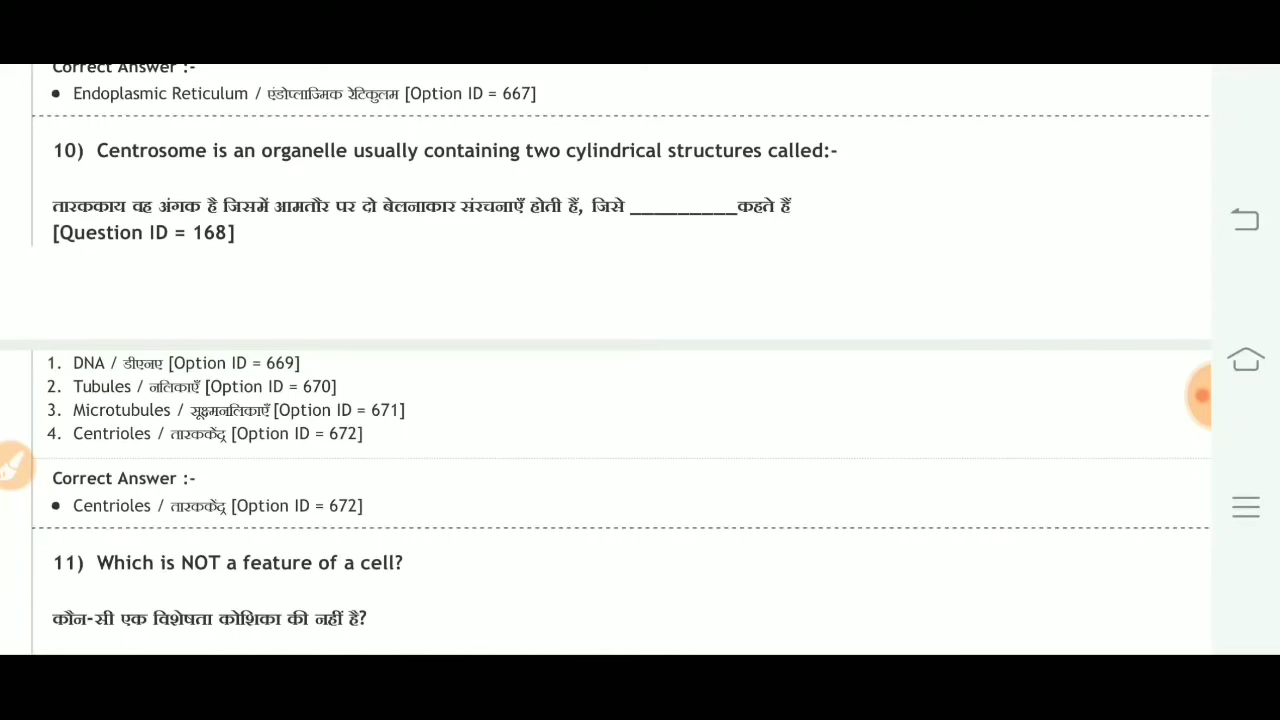 Correct Answer :-
• Endoplasmic Reticulum / एंडोप्लाज्मिक रेटिकुलम [Option ID = 667]
10) Centrosome is an organelle usually containing two cylindrical structures called:-
तारककाय वह अंगक है जिसमें आमतौर पर दो बेलनाकार संरचनाएँ होती हैं, जिसे _________कहते हैं
[Question ID = 168]
1. DNA / डीएनए [Option ID = 669]
2. Tubules / नलिकाएँ [Option ID = 670]
3. Microtubules / सूक्ष्मनलिकाएँ [Option ID = 671]
4. Centrioles / तारककेंद्र [Option ID = 672]
Correct Answer :-
• Centrioles / तारककेंद्र [Option ID = 672]
11) Which is NOT a feature of a cell?
कौन-सी एक विशेषता कोशिका की नहीं है?